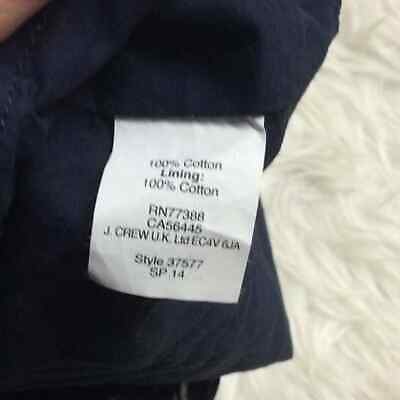 100% Cotton
Lining:
100% Cotton
RN77388
CA56445
J. CREW U.K. Ltd EC4V 6JA
Style 37577
SP 14